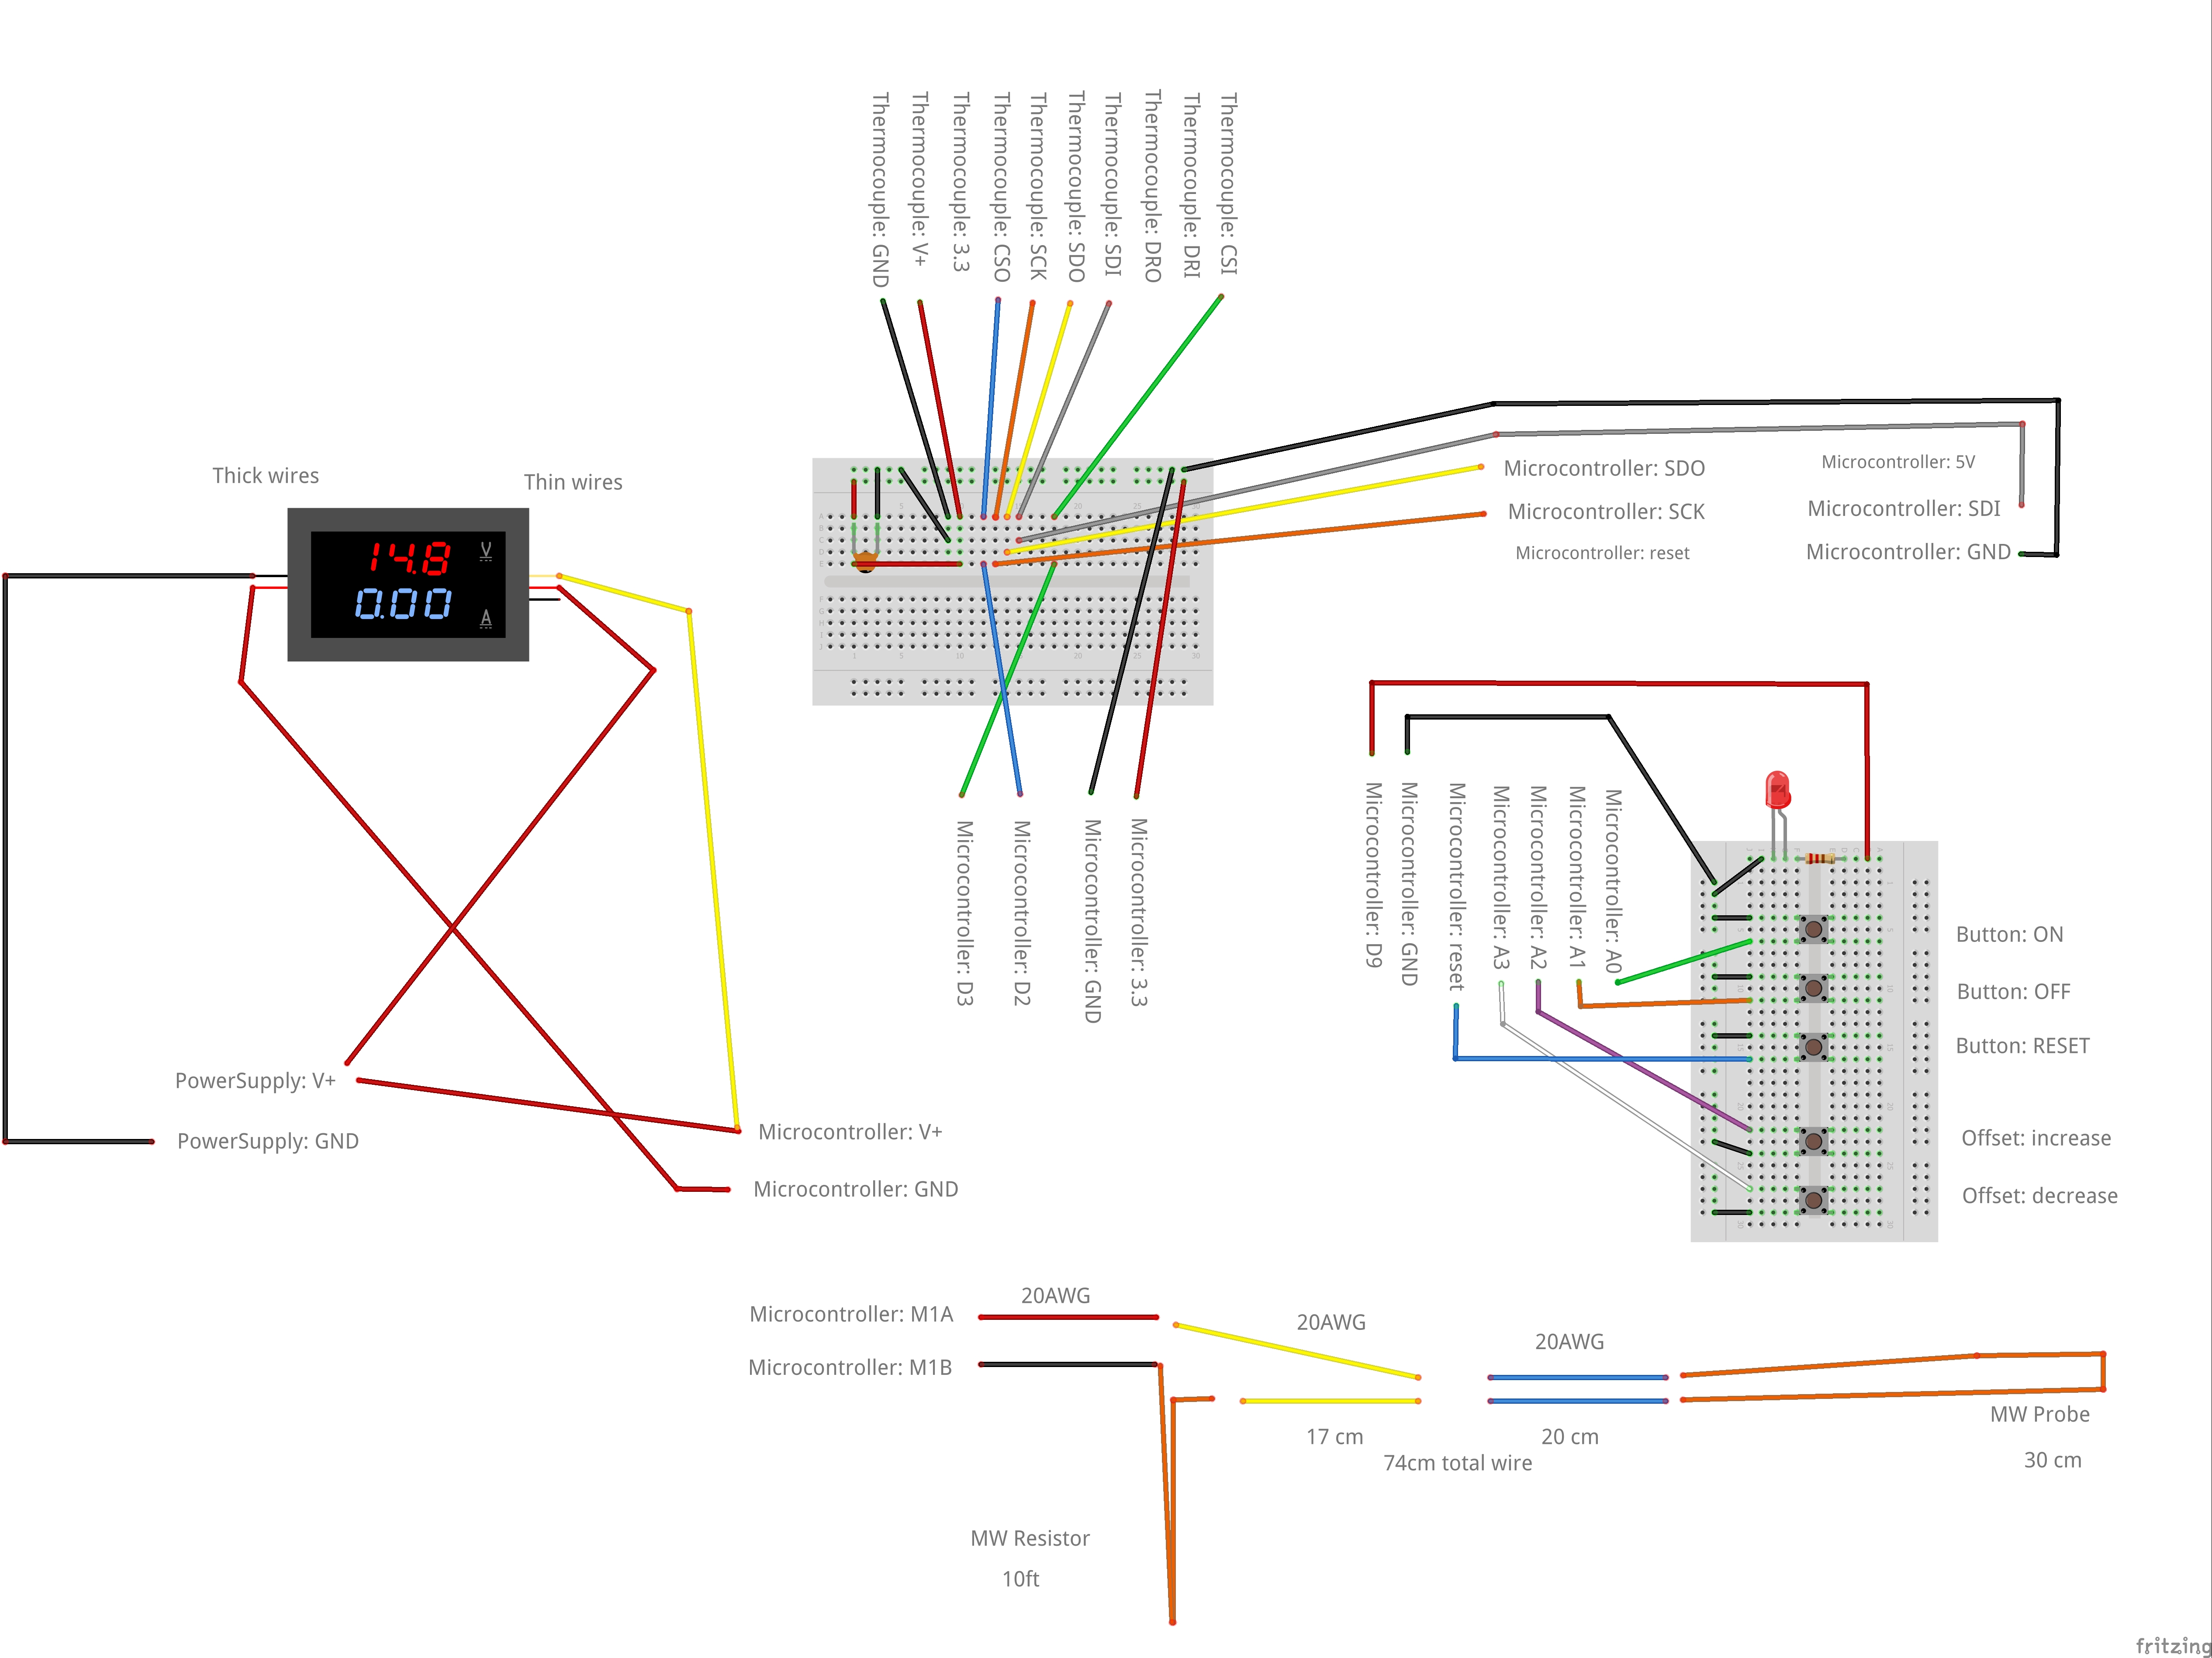 Thermocouple: GND
Thermocouple: V+
Thermocouple: 3.3
Thermocouple: CSO
Thermocouple: SCK
Thermocouple: SDO
Thermocouple: SDI
Thermocouple: DRO
Thermocouple: DRI
Thermocouple: CSI
Thick wires
Thin wires
14.8 V
0.00 A
Microcontroller: SDO
Microcontroller: 5V
Microcontroller: SCK
Microcontroller: SDI
Microcontroller: reset
Microcontroller: GND
Microcontroller: D3
Microcontroller: D2
Microcontroller: GND
Microcontroller: 3.3
Microcontroller: D9
Microcontroller: GND
Microcontroller: reset
Microcontroller: A3
Microcontroller: A2
Microcontroller: A1
Microcontroller: A0
Button: ON
Button: OFF
Button: RESET
Offset: increase
Offset: decrease
PowerSupply: V+
PowerSupply: GND
Microcontroller: V+
Microcontroller: GND
Microcontroller: M1A
20AWG
Microcontroller: M1B
20AWG
20AWG
17 cm
20 cm
74cm total wire
MW Probe
30 cm
MW Resistor
10ft
fritzing